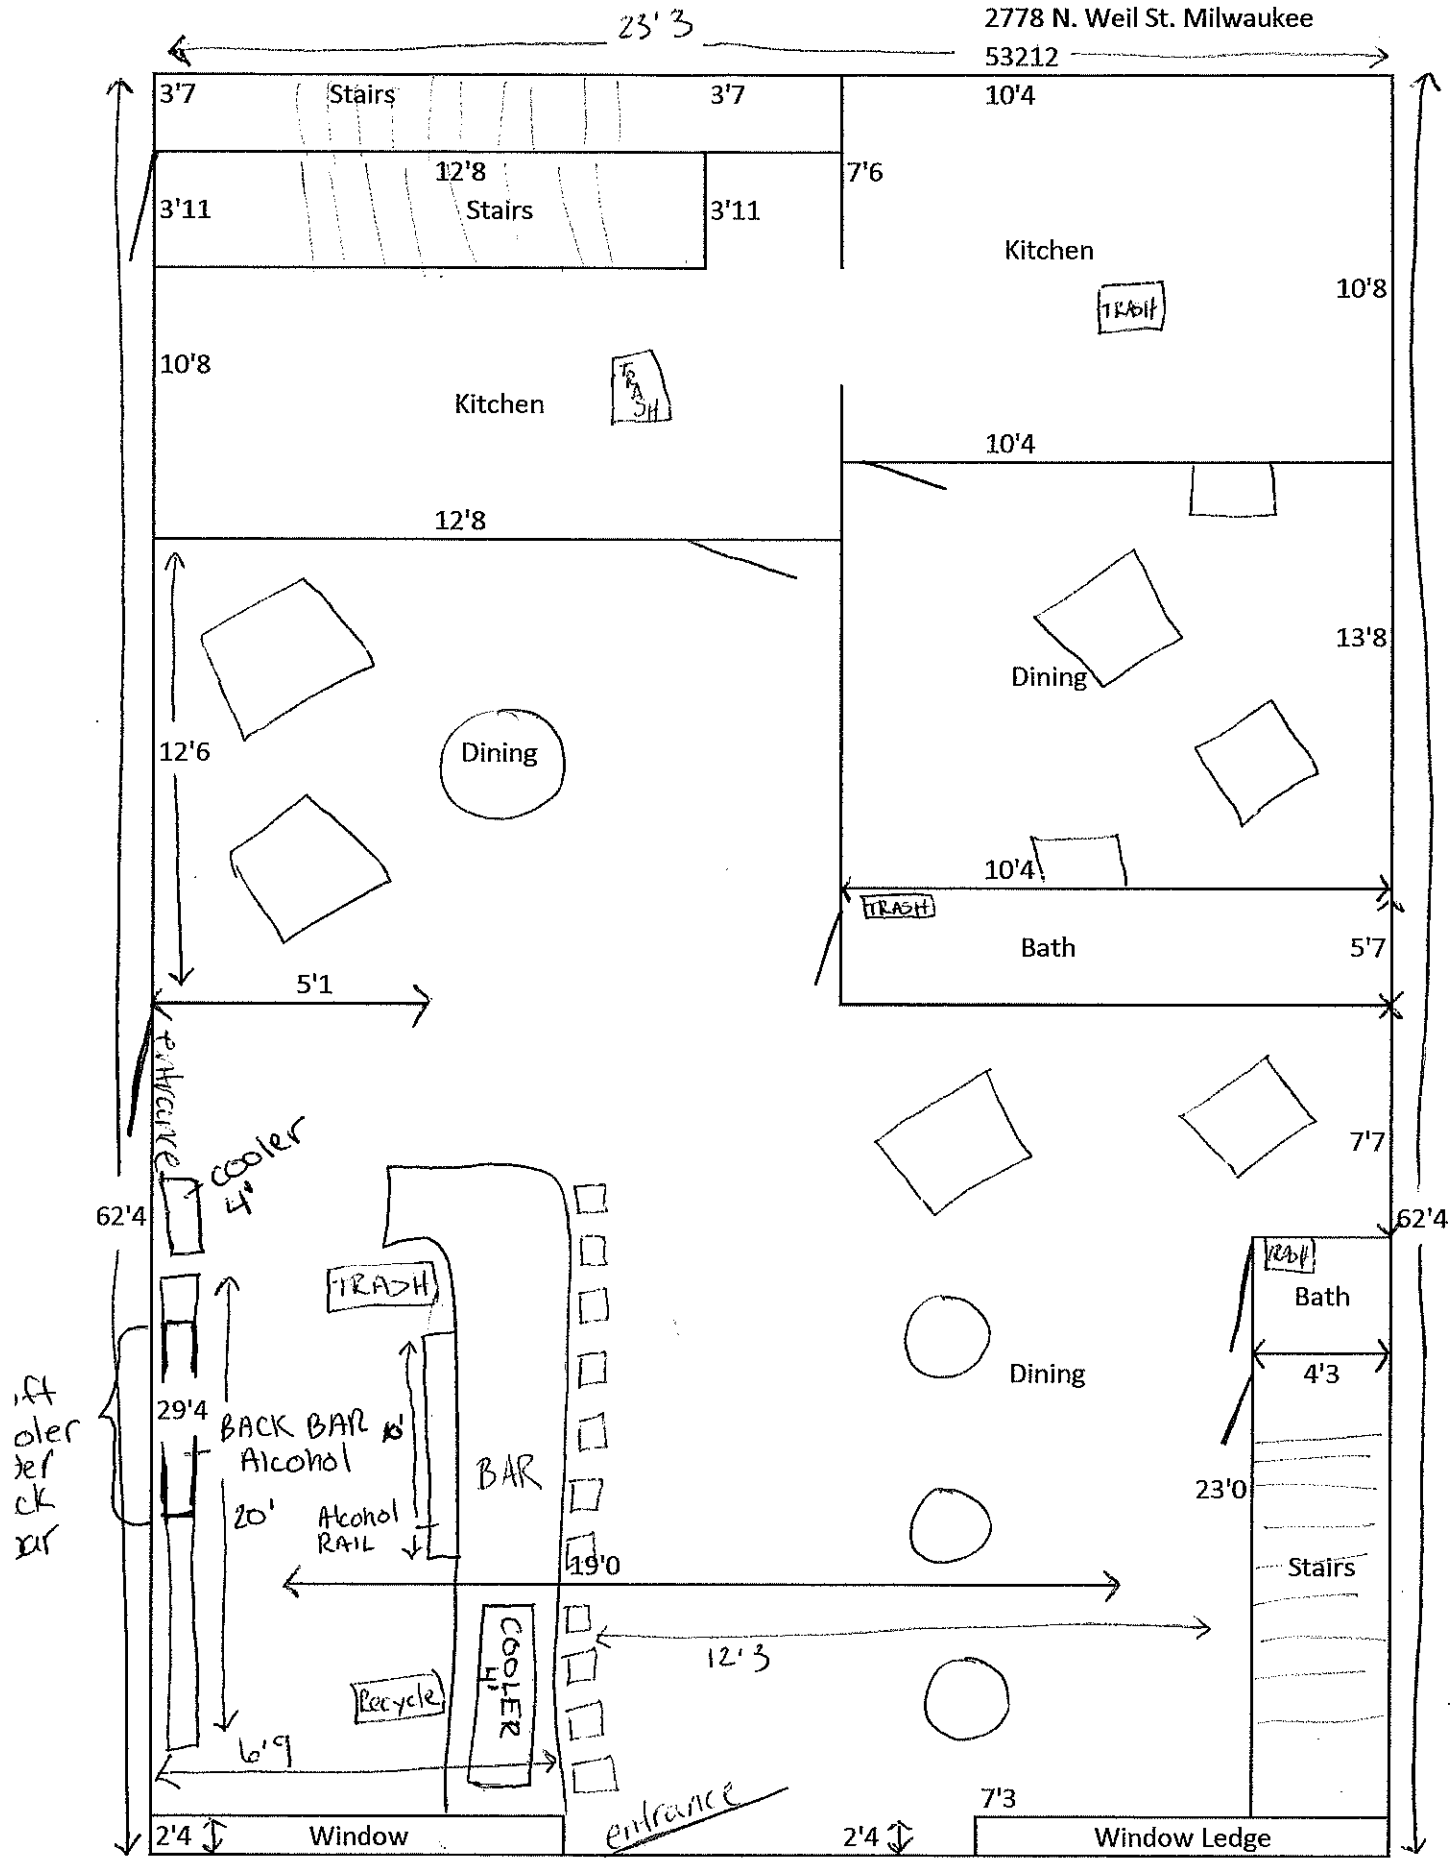 2778 N. Weil St. Milwaukee
23'3
53212
3'7
Stairs
3'7
10'4
12'8
7'6
3'11
Stairs
3'11
Kitchen
10'8
TRASH
10'8
TRASH
Kitchen
10'4
12'8
13'8
Dining
12'6
Dining
10'4
TRASH
Bath
5'7
5'1
entrance
cooler
4'
7'7
62'4
62'4
TRASH
TRASH
Bath
Dining
4'3
29'4
BACK BAR
Alcohol
10'
BAR
20'
Alcohol
RAIL
23'0
19'0
Stairs
COOLER
4'
12'3
Recycle
6'9
entrance
7'3
2'4
Window
2'4
Window Ledge